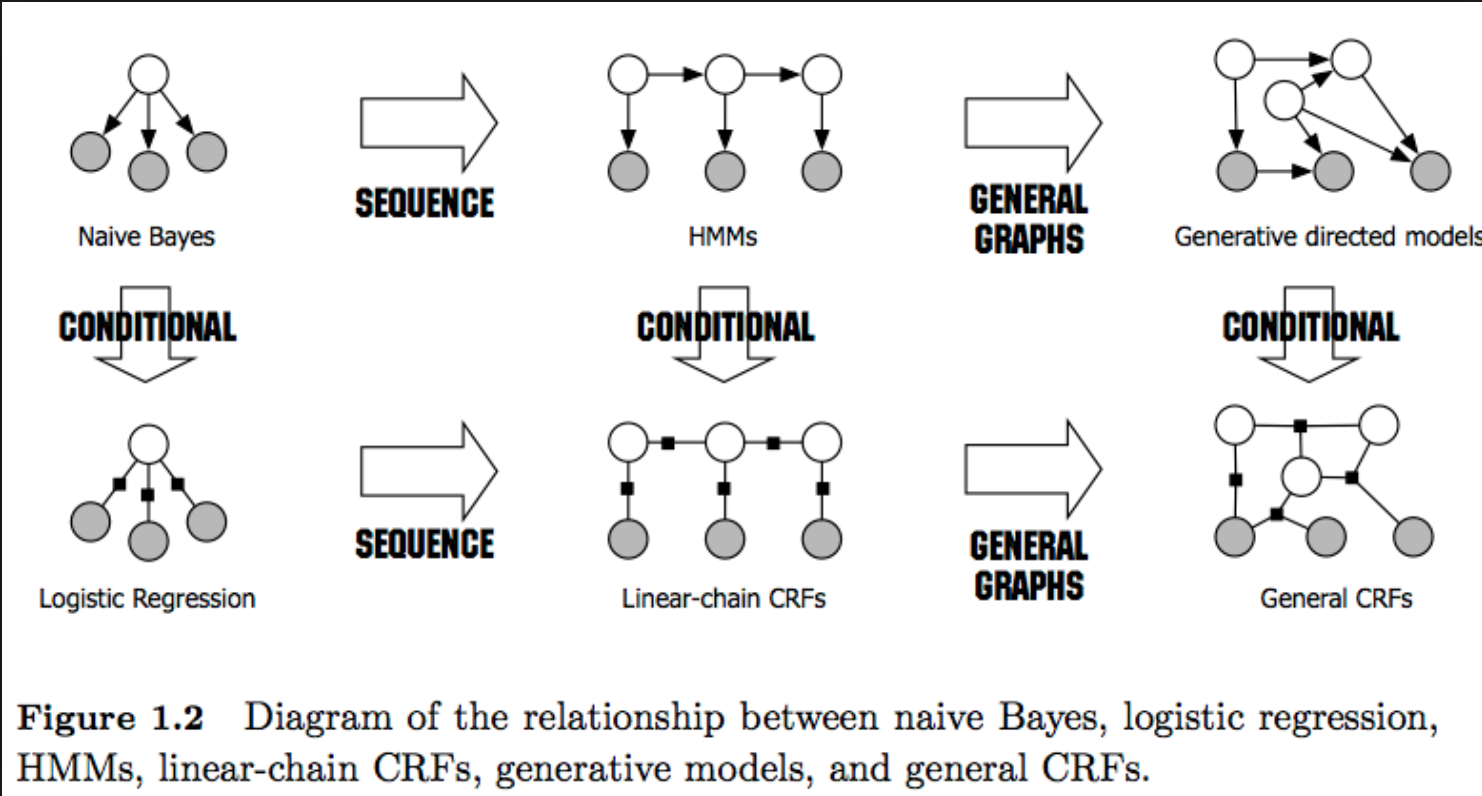 SEQUENCE
GENERAL
GRAPHS
Naive Bayes
HMMs
Generative directed models
CONDITIONAL
CONDITIONAL
CONDITIONAL
SEQUENCE
GENERAL
GRAPHS
Logistic Regression
Linear-chain CRFs
General CRFs
Figure 1.2 Diagram of the relationship between naive Bayes, logistic regression,
HMMs, linear-chain CRFs, generative models, and general CRFs.